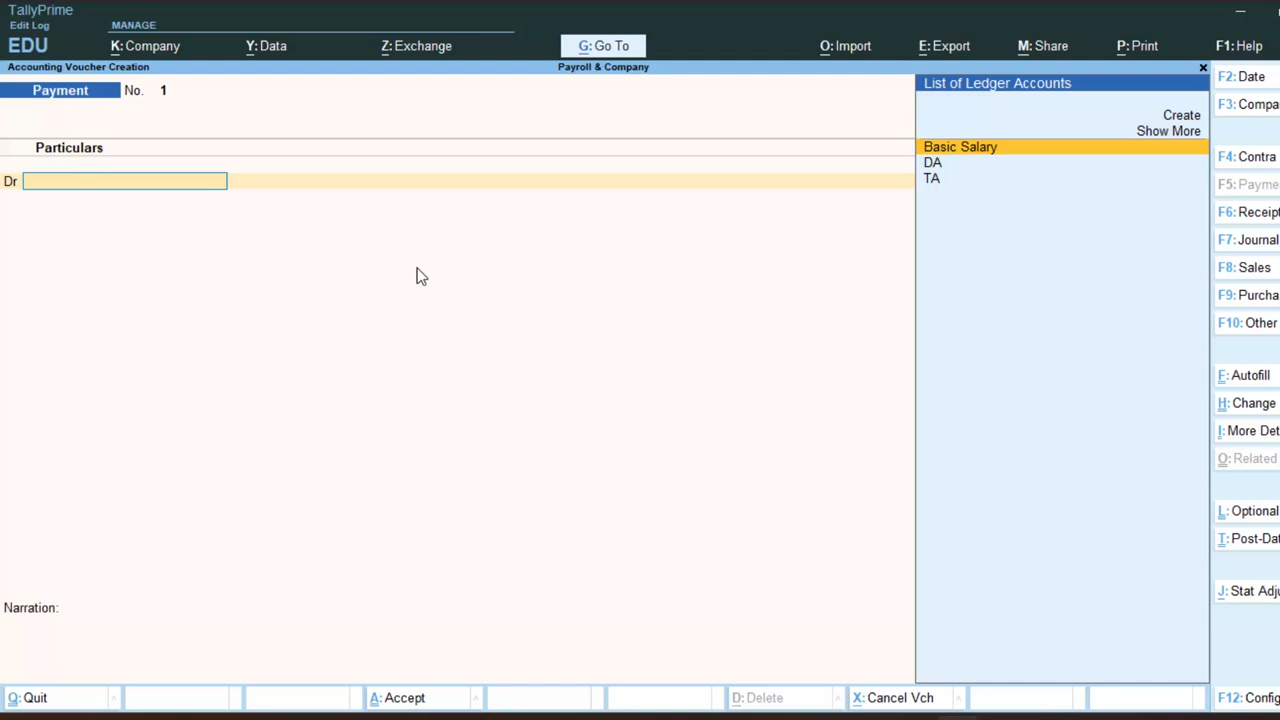 TallyPrime
Edit Log
MANAGE
EDU
K: Company
Y: Data
Z: Exchange
G: Go To
O: Import
E: Export
M: Share
P: Print
F1: Help
Accounting Voucher Creation
Payroll & Company
Payment No. 1
Particulars
Dr
Narration:
List of Ledger Accounts
Create
Show More
Basic Salary
DA
TA
F2: Date
F3: Compa
F4: Contra
F5: Payme
F6: Receipt
F7: Journal
F8: Sales
F9: Purcha
F10: Other
F: Autofill
H: Change
I: More Det
O: Related
L: Optional
T: Post-Dat
J: Stat Adju
Q: Quit
A: Accept
D: Delete
X: Cancel Vch
F12: Config